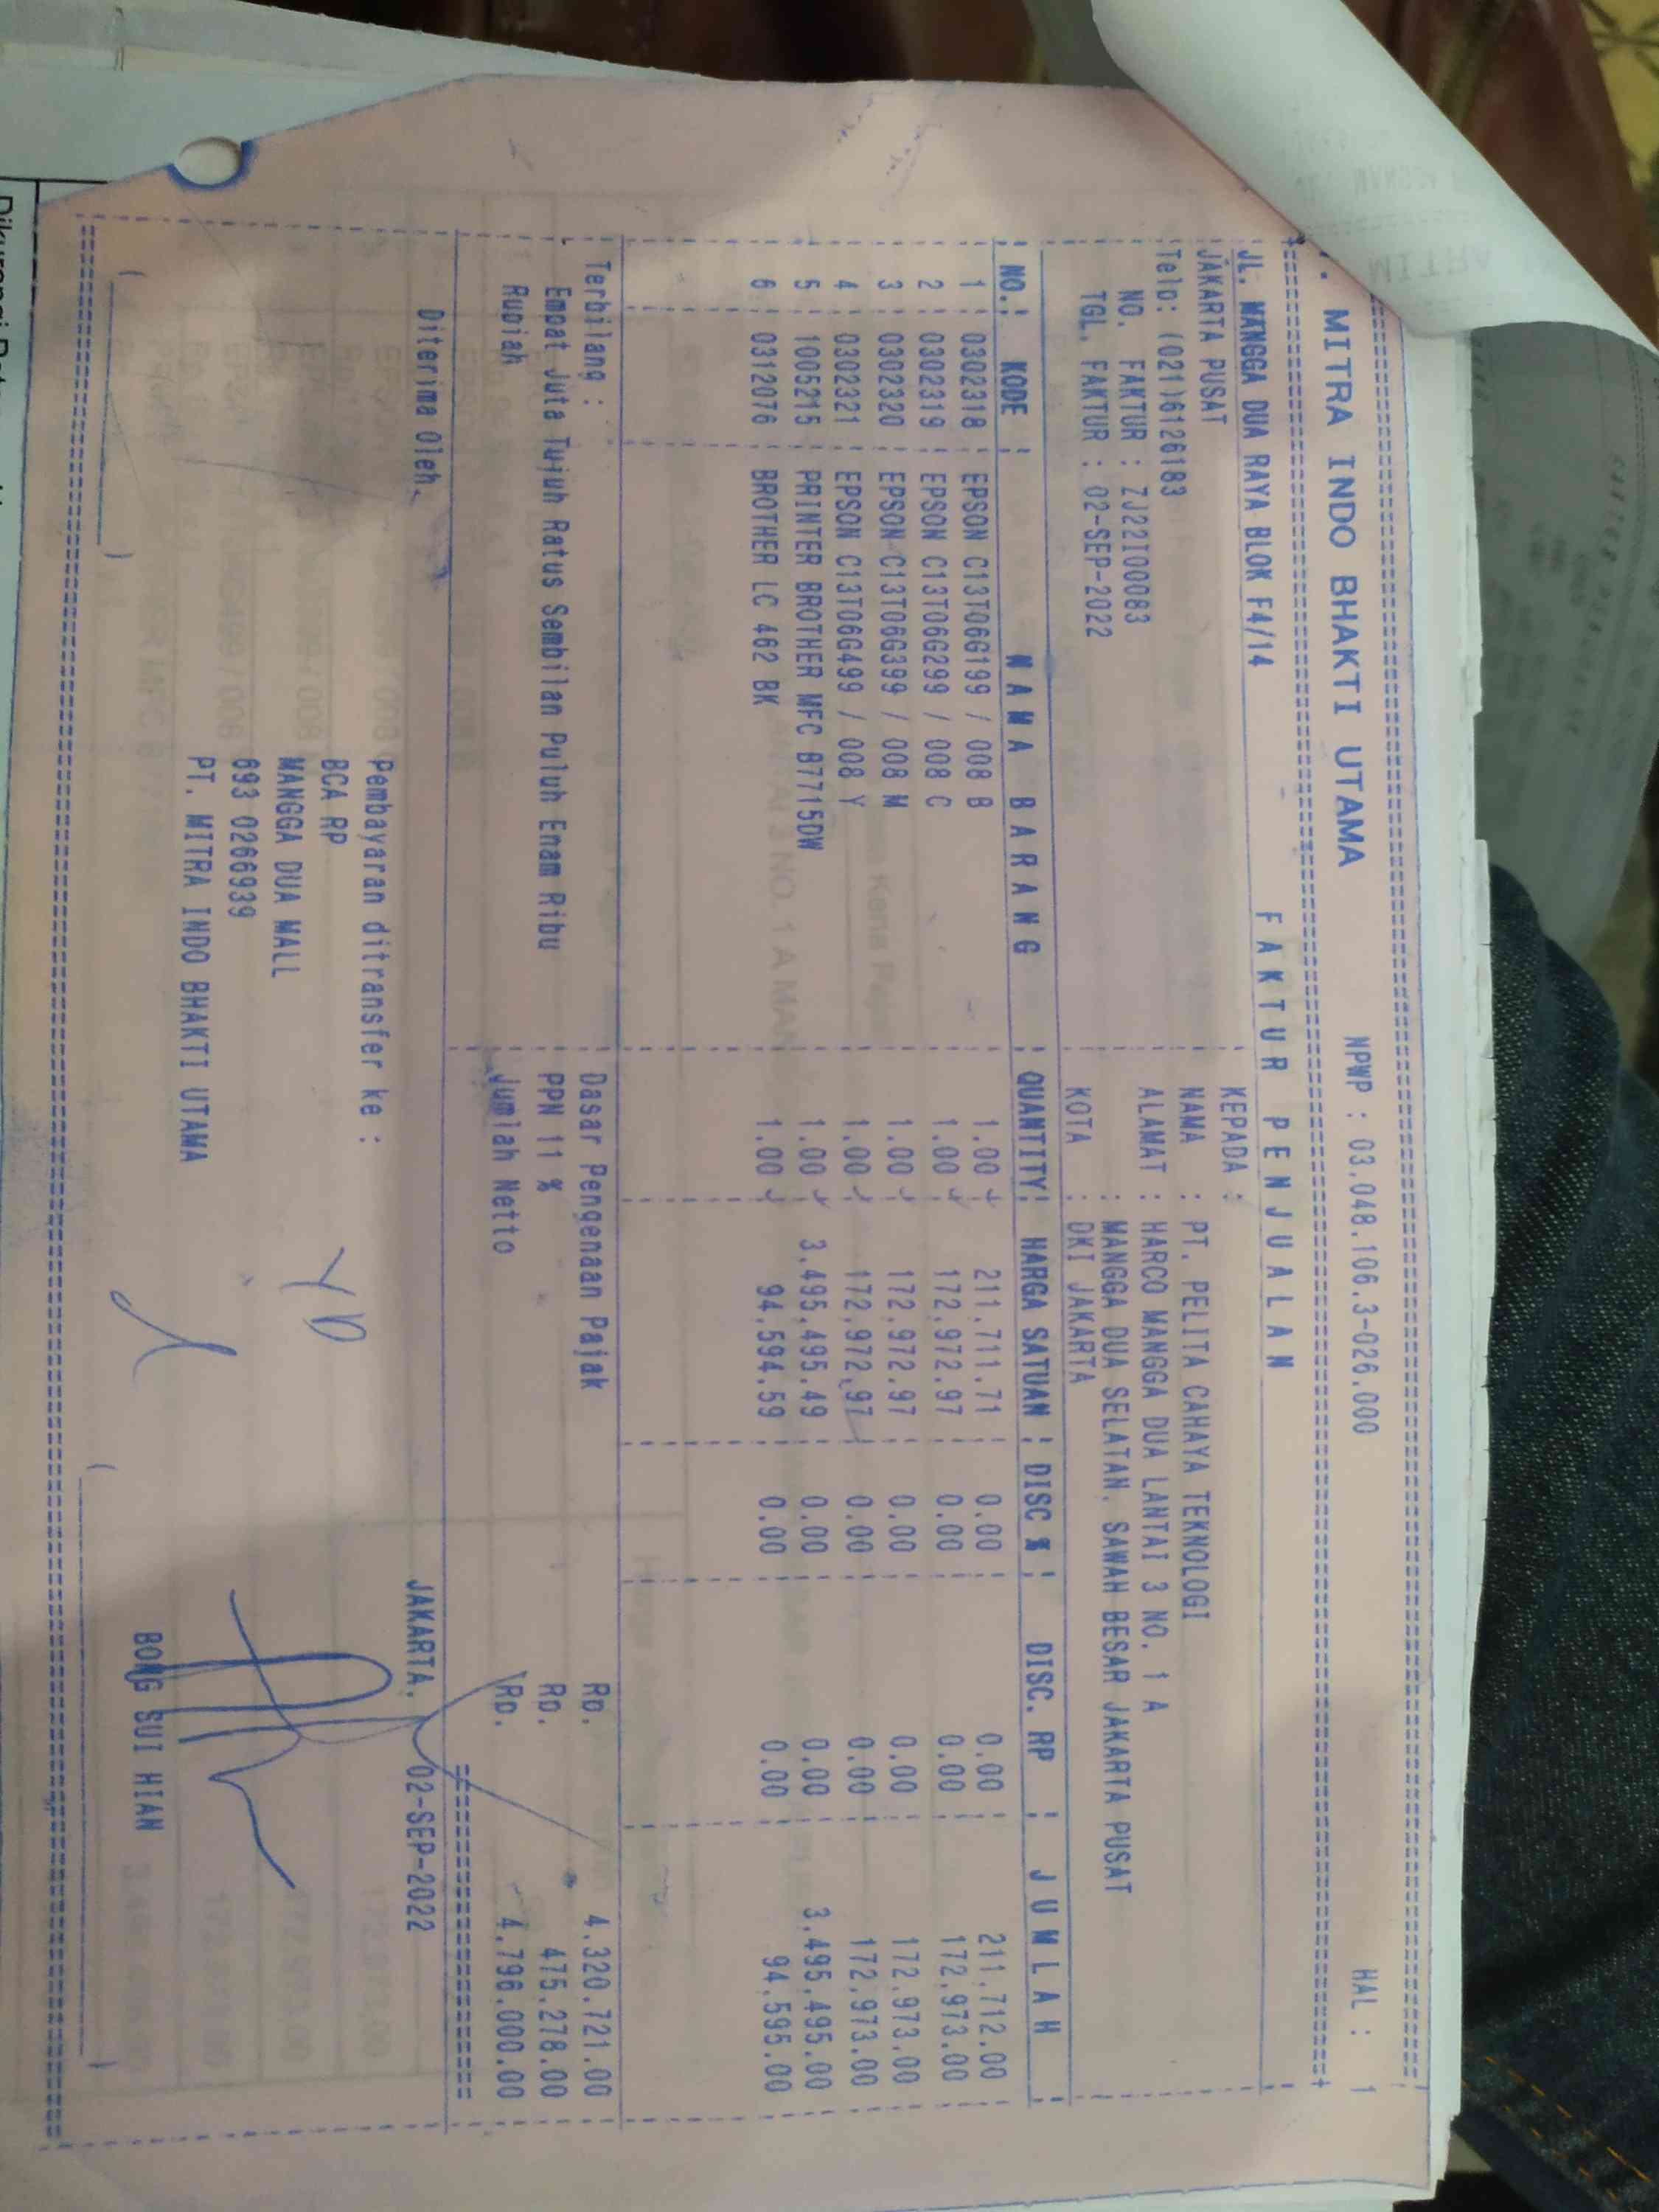 . MITRA INDO BHAKTI UTAMA NPWP : 03.048.106.3-026.000 HAL : 1
JL. MANGGA DUA RAYA BLOK F4/14 F A K T U R P E N J U A L A N
JAKARTA PUSAT KEPADA :
Telp: (021)6126183 NAMA : PT. PELITA CAHAYA TEKNOLOGI
NO. FAKTUR : ZJ22I00083 ALAMAT : HARCO MANGGA DUA LANTAI 3 NO. 1 A
TGL. FAKTUR : 02-SEP-2022 : MANGGA DUA SELATAN, SAWAH BESAR JAKARTA PUSAT
KOTA : DKI JAKARTA
NO. : KODE : N A M A B A R A N G : QUANTITY: HARGA SATUAN : DISC % : DISC. RP : J U M L A H
1 : 0302318 : EPSON C13T06G199 / 008 B 1.00 211.711.71 0.00 0.00 211.712.00
2 : 0302319 : EPSON C13T06G299 / 008 C 1.00 172.972.97 0.00 0.00 172.973.00
3 : 0302320 : EPSON C13T06G399 / 008 M 1.00 172.972.97 0.00 0.00 172.973.00
4 : 0302321 : EPSON C13T06G499 / 008 Y 1.00 172.972.97 0.00 0.00 172.973.00
5 : 1005215 : PRINTER BROTHER MFC B7715DW 1.00 3.495.495.49 0.00 0.00 3.495.495.00
6 : 0312076 : BROTHER LC 462 BK 1.00 94.594.59 0.00 0.00 94.595.00
Terbilang : Dasar Pengenaan Pajak Rp. 4.320.721.00
Empat Juta Tujuh Ratus Sembilan Puluh Enam Ribu PPN 11 % Rp. 475.278.00
Rupiah Jumlah Netto Rp. 4.796.000.00
Diterima Oleh, JAKARTA, 02-SEP-2022
Pembayaran ditransfer ke :
BCA RP
MANGGA DUA MALL
693 0266939
PT. MITRA INDO BHAKTI UTAMA
BONG SUI HIAN